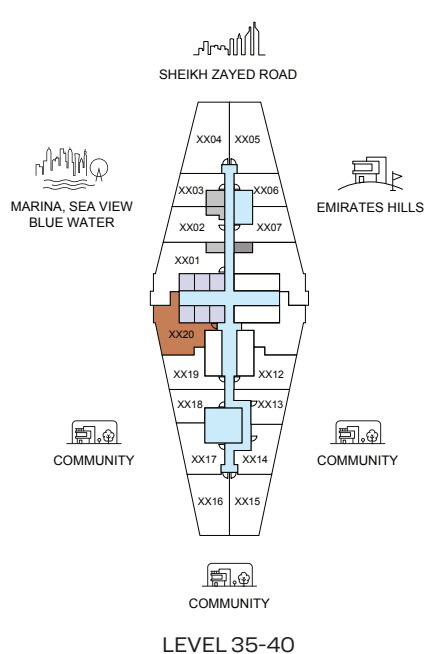 SHEIKH ZAYED ROAD
XX04
XX05
MARINA, SEA VIEW
BLUE WATER
EMIRATES HILLS
XX03
XX06
XX02
XX07
XX01
XX20
XX19
XX12
XX18
XX13
COMMUNITY
XX17
XX14
COMMUNITY
XX16
XX15
COMMUNITY
LEVEL 35-40